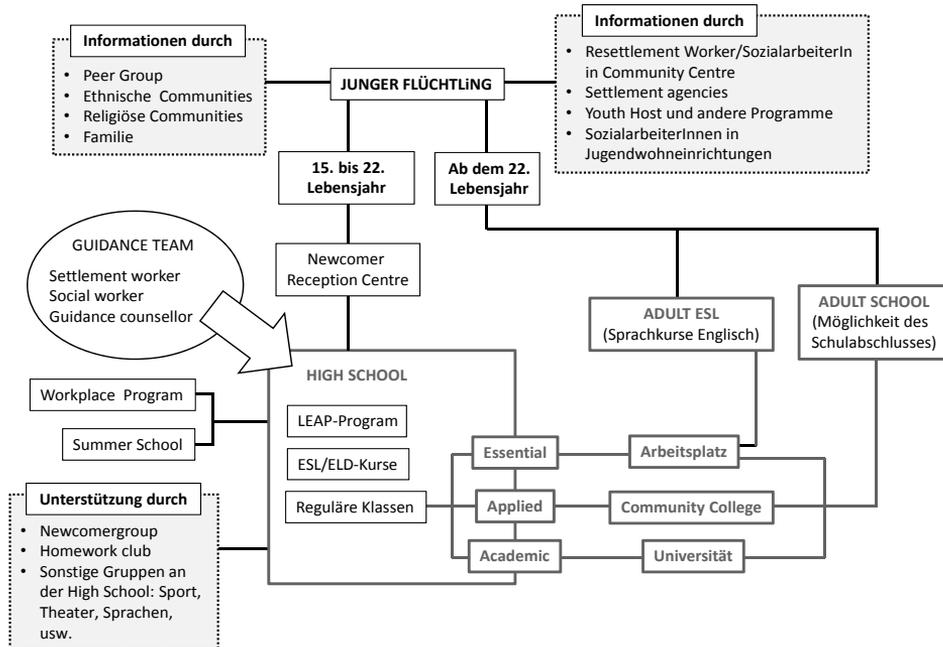 Informationen durch
• Peer Group
• Ethnische Communities
• Religiöse Communities
• Familie
JUNGER FLÜCHTLiNG
Informationen durch
• Resettlement Worker/SozialarbeiterIn
in Community Centre
• Settlement agencies
• Youth Host und andere Programme
• SozialarbeiterInnen in
Jugendwohneinrichtungen
15. bis 22.
Lebensjahr
Ab dem 22.
Lebensjahr
GUIDANCE TEAM
Settlement worker
Social worker
Guidance counsellor
Newcomer
Reception Centre
ADULT ESL
(Sprachkurse Englisch)
ADULT SCHOOL
(Möglichkeit des
Schulabschlusses)
HIGH SCHOOL
Workplace Program
Summer School
LEAP-Program
ESL/ELD-Kurse
Reguläre Klassen
Essential
Applied
Academic
Arbeitsplatz
Community College
Universität
Unterstützung durch
• Newcomergroup
• Homework club
• Sonstige Gruppen an
der High School: Sport,
Theater, Sprachen,
usw.